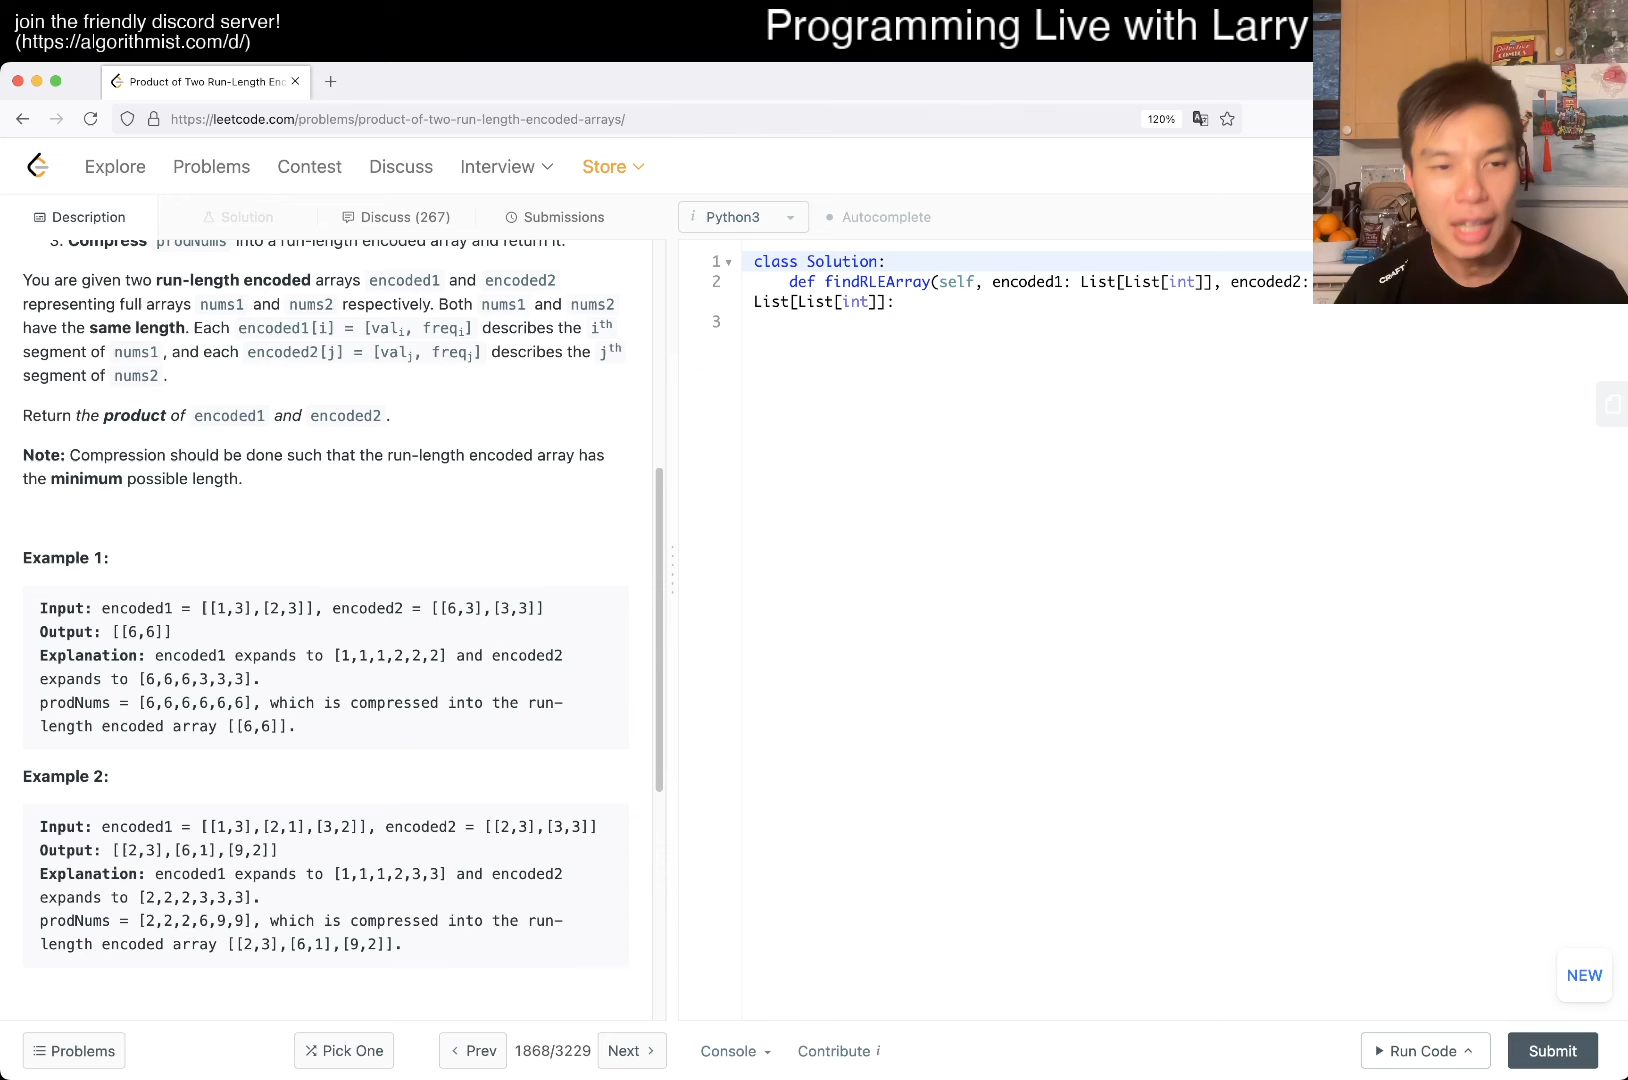 join the friendly discord server!
(https://algorithmist.com/d/)
Programming Live with Larry
Product of Two Run-Length Enc
https://leetcode.com/problems/product-of-two-run-length-encoded-arrays/
120%
Explore Problems Contest Discuss Interview Store
Description Solution Discuss (267) Submissions
i Python3 Autocomplete
3. Compress prodNums into a run-length encoded array and return it.
You are given two run-length encoded arrays encoded1 and encoded2
representing full arrays nums1 and nums2 respectively. Both nums1 and nums2
have the same length. Each encoded1[i] = [vali, freqi] describes the ith
segment of nums1, and each encoded2[j] = [valj, freqj] describes the jth
segment of nums2.
Return the product of encoded1 and encoded2.
Note: Compression should be done such that the run-length encoded array has
the minimum possible length.
Example 1:
Input: encoded1 = [[1,3],[2,3]], encoded2 = [[6,3],[3,3]]
Output: [[6,6]]
Explanation: encoded1 expands to [1,1,1,2,2,2] and encoded2
expands to [6,6,6,3,3,3].
prodNums = [6,6,6,6,6,6], which is compressed into the run-
length encoded array [[6,6]].
Example 2:
Input: encoded1 = [[1,3],[2,1],[3,2]], encoded2 = [[2,3],[3,3]]
Output: [[2,3],[6,1],[9,2]]
Explanation: encoded1 expands to [1,1,1,2,3,3] and encoded2
expands to [2,2,2,3,3,3].
prodNums = [2,2,2,6,9,9], which is compressed into the run-
length encoded array [[2,3],[6,1],[9,2]].
1 class Solution:
2 def findRLEArray(self, encoded1: List[List[int]], encoded2:
List[List[int]]:
3
CRAFT
NEW
Problems Pick One Prev 1868/3229 Next Console Contribute i Run Code Submit